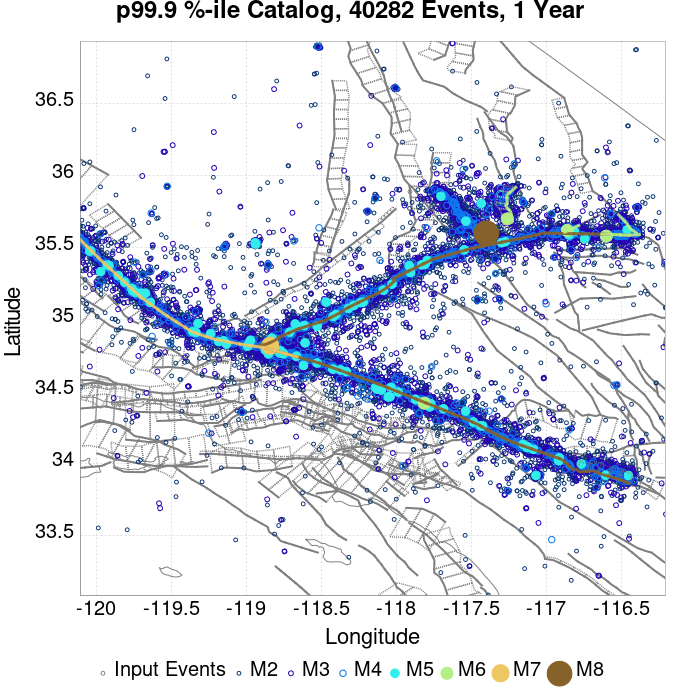 p99.9 %-ile Catalog, 40282 Events, 1 Year
36.5
36
35.5
35
34.5
34
33.5
Latitude
-120 -119.5 -119 -118.5 -118 -117.5 -117 -116.5
Longitude
Input Events M2 M3 M4 M5 M6 M7 M8